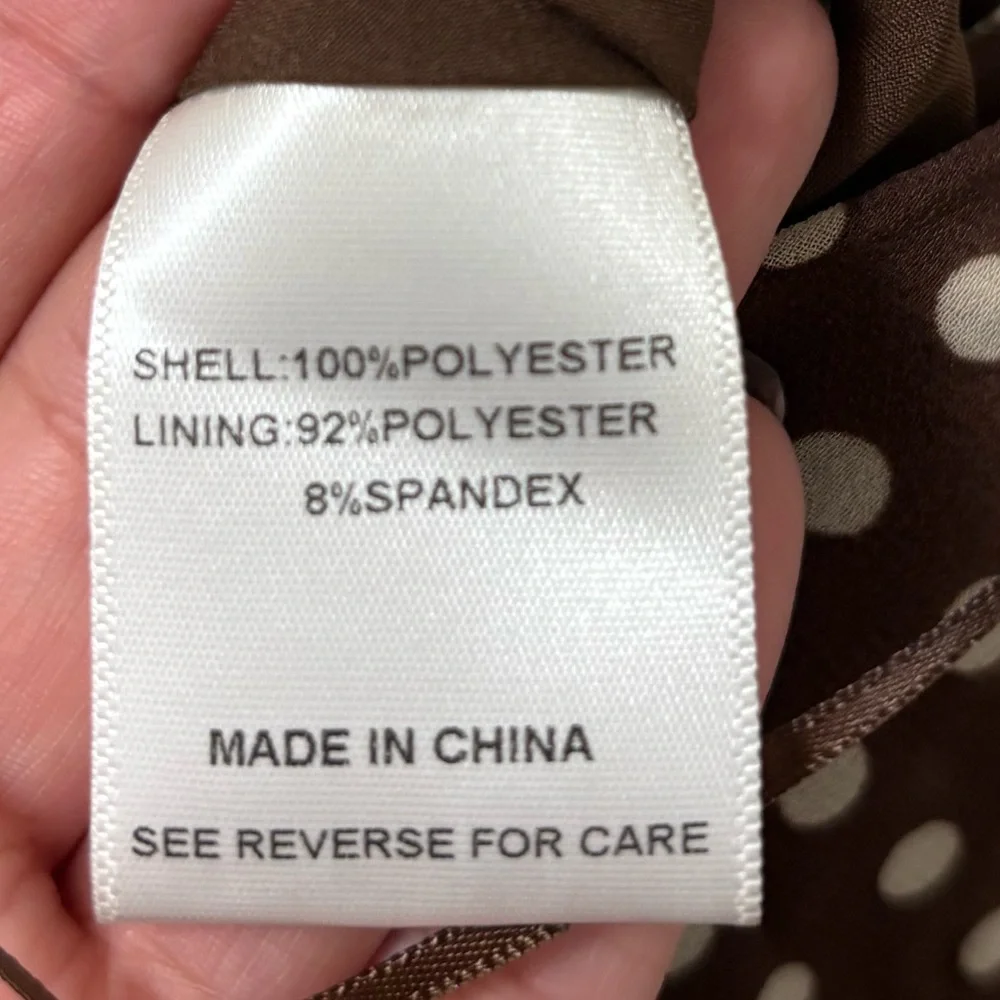 SHELL:100%POLYESTER
LINING:92%POLYESTER
8%SPANDEX
MADE IN CHINA
SEE REVERSE FOR CARE